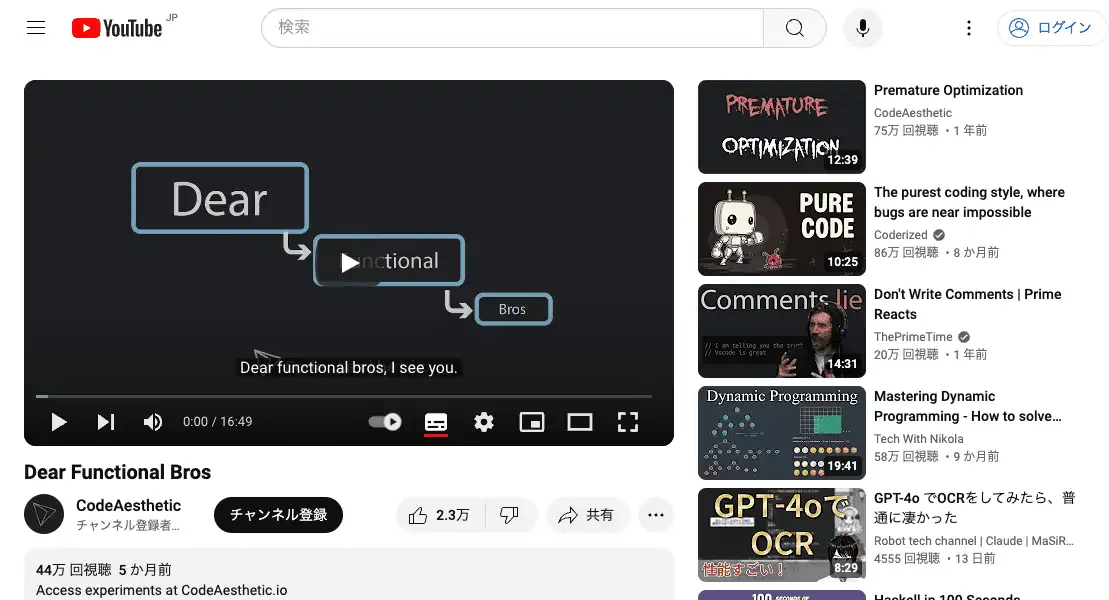 YouTube JP
検索
ログイン
Dear
Functional
Bros
Dear functional bros, I see you.
0:00 / 16:49
Dear Functional Bros
CodeAesthetic
チャンネル登録者…
チャンネル登録
2.3万
共有
44万 回視聴 5 か月前
Access experiments at CodeAesthetic.io
PREMATURE
OPTIMIZATION
12:39
Premature Optimization
CodeAesthetic
75万 回視聴 ・1 年前
PURE
CODE
10:25
The purest coding style, where
bugs are near impossible
Coderized
86万 回視聴 ・8 か月前
Comments lie
// I am telling you the truth
// Vscode is great
14:31
Don't Write Comments | Prime
Reacts
ThePrimeTime
20万 回視聴 ・1 年前
Dynamic Programming
19:41
Mastering Dynamic
Programming - How to solve…
Tech With Nikola
58万 回視聴 ・9 か月前
GPT-4oで
OCR
性能すごい！
8:29
GPT-4o でOCRをしてみたら、普
通に凄かった
Robot tech channel | Claude | MaSiR…
4555 回視聴 ・13 日前
100 SECONDS OF
Haskell in 100 Seconds